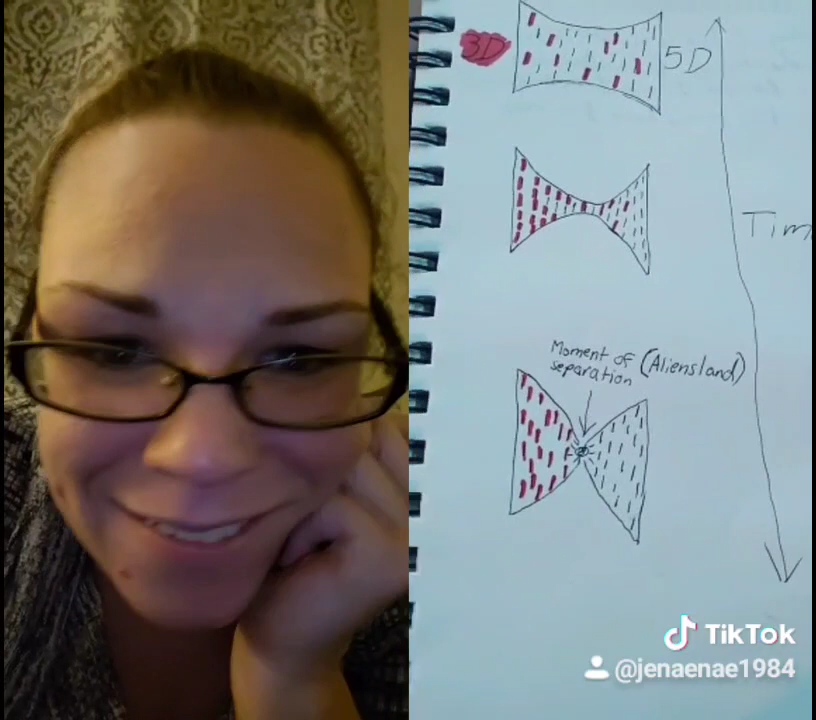 3D
5D
Tim
Moment of (Aliensland)
separation
TikTok
@jenaenae1984